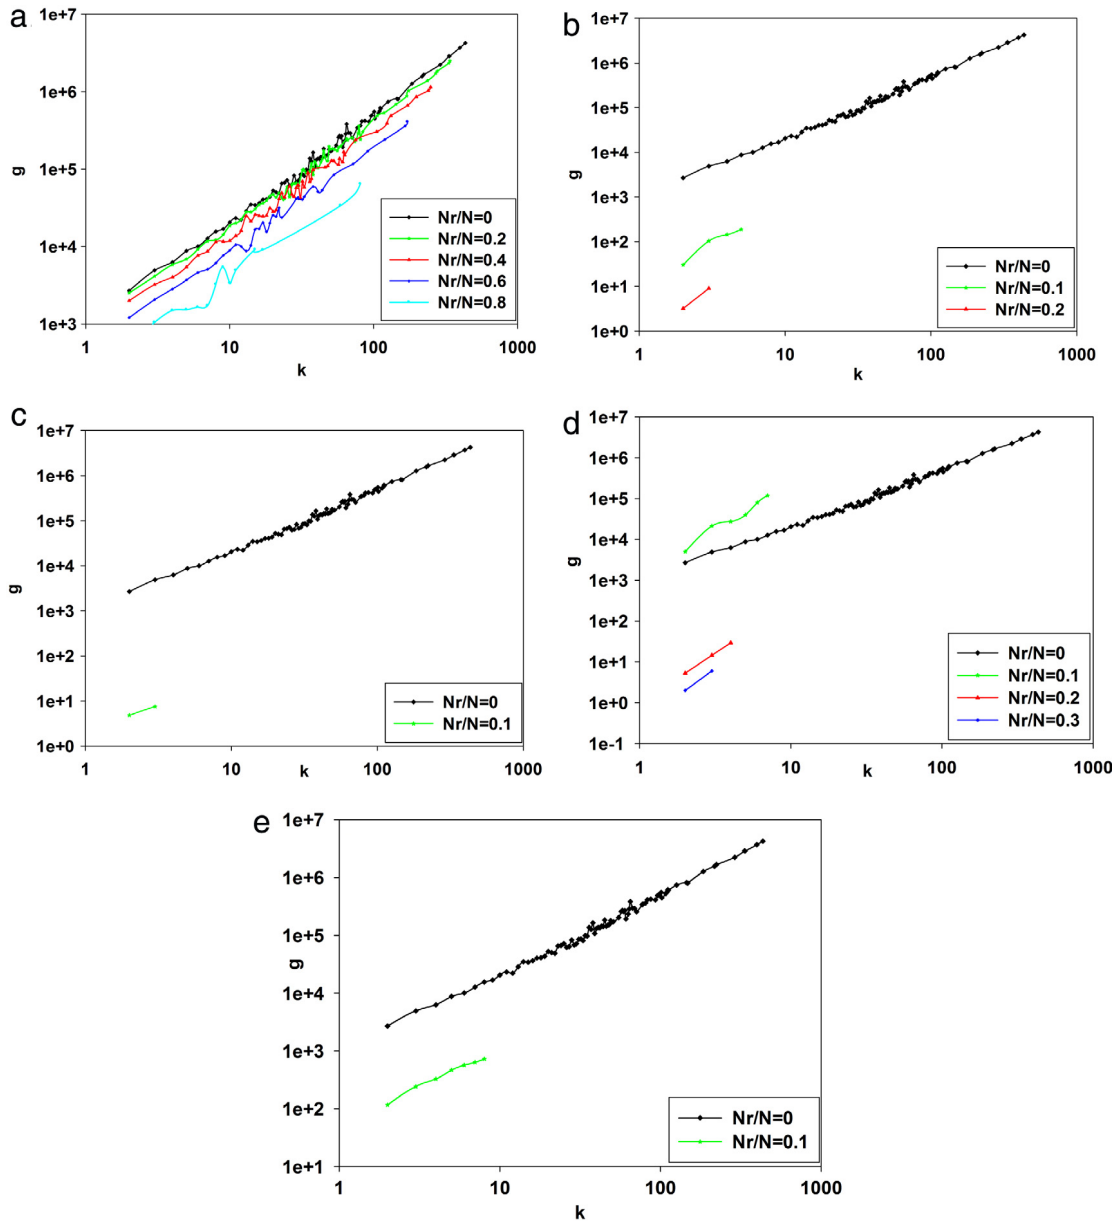 a
1e+7
1e+6
1e+5
1e+4
1e+3
g
1
10
100
1000
k
Nr/N=0
Nr/N=0.2
Nr/N=0.4
Nr/N=0.6
Nr/N=0.8
b
1e+7
1e+6
1e+5
1e+4
1e+3
1e+2
1e+1
1e+0
g
1
10
100
1000
k
Nr/N=0
Nr/N=0.1
Nr/N=0.2
c
1e+7
1e+6
1e+5
1e+4
1e+3
1e+2
1e+1
1e+0
g
1
10
100
1000
k
Nr/N=0
Nr/N=0.1
d
1e+7
1e+6
1e+5
1e+4
1e+3
1e+2
1e+1
1e+0
1e-1
g
1
10
100
1000
k
Nr/N=0
Nr/N=0.1
Nr/N=0.2
Nr/N=0.3
e
1e+7
1e+6
1e+5
1e+4
1e+3
1e+2
1e+1
g
1
10
100
1000
k
Nr/N=0
Nr/N=0.1